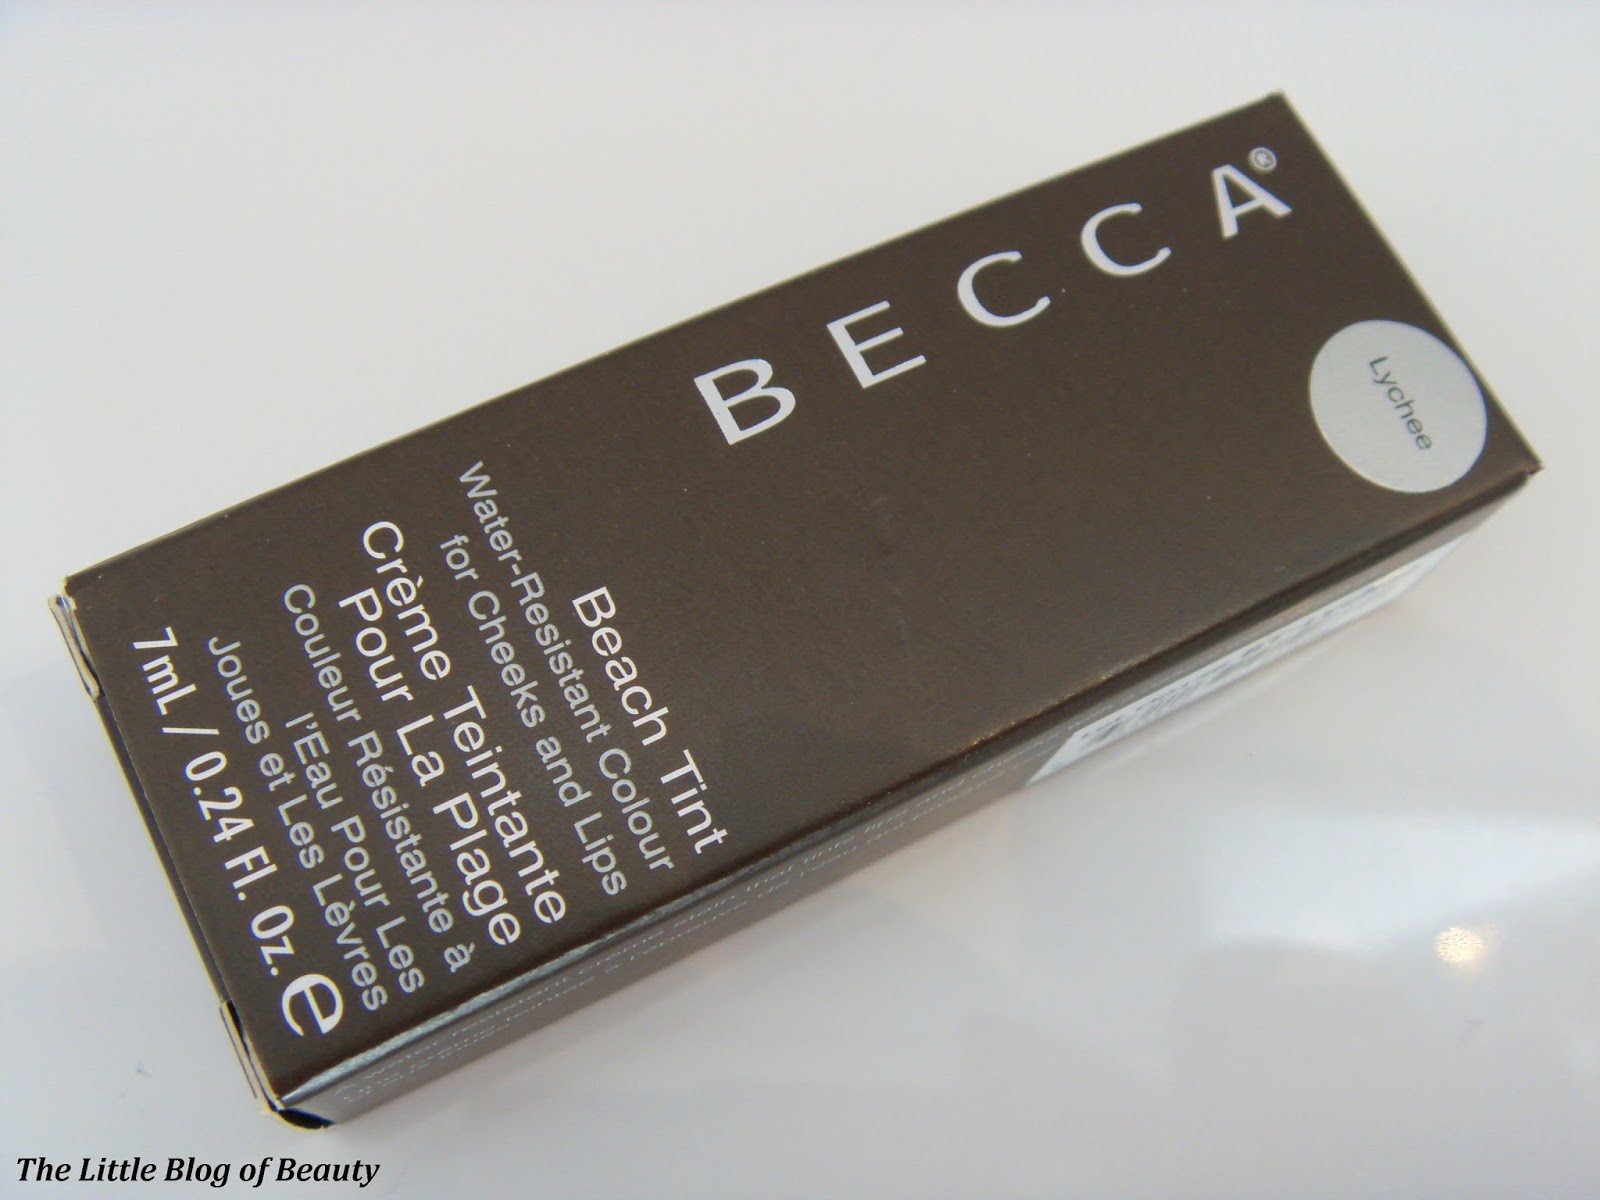 BECCA®
Lychee
Beach Tint
Water-Resistant Colour
for Cheeks and Lips
Crème Teintante
Pour La Plage
Couleur Résistante à
l'Eau Pour Les
Joues et Les Lèvres
7mL / 0.24 Fl. Oz. e
The Little Blog of Beauty